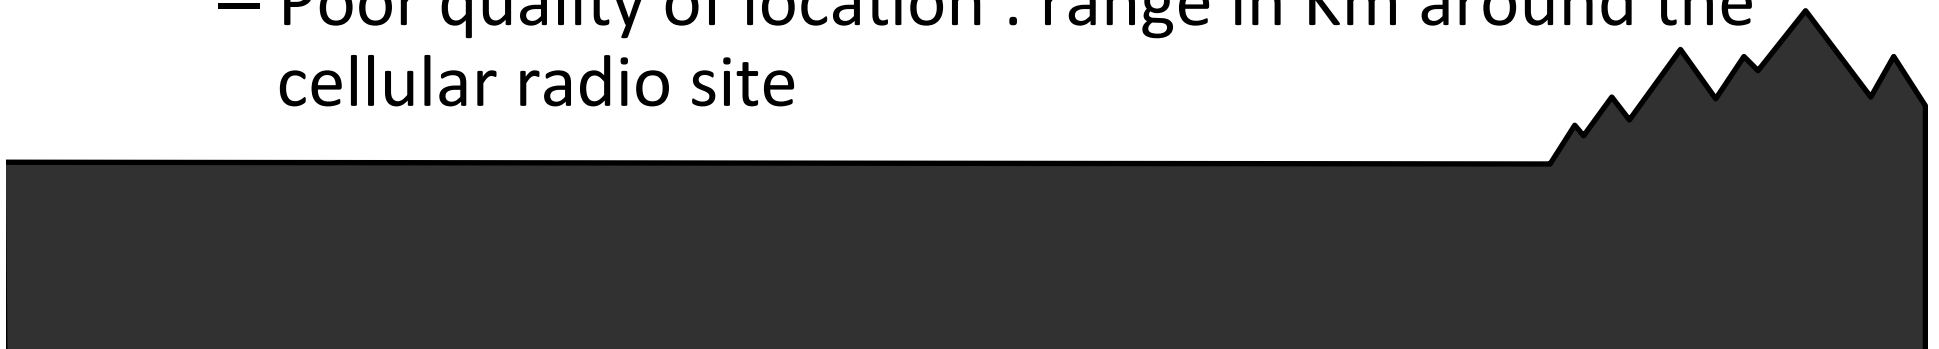 – Poor quality of location : range in Km around the
cellular radio site